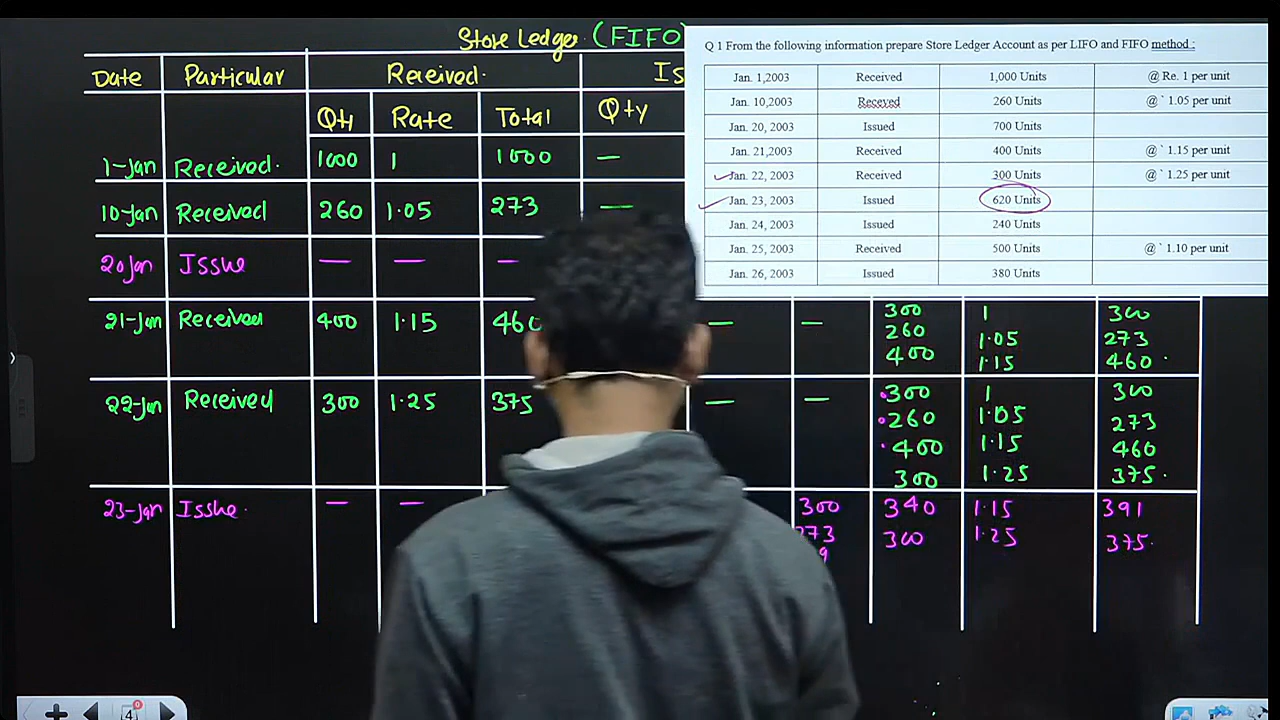 Store Ledger (FIFO)
Date Particular Received Is
Qty Rate Total Qty
1-Jan Received. 1000 1 1000 —
10-Jan Received 260 1.05 273 —
20Jan Issue — — —
21-Jan Received 400 1.15 460 — — 300 1 300
260 1.05 273
400 1.15 460.
22-Jan Received 300 1.25 375 — — 300 1 300
260 1.05 273
400 1.15 460
300 1.25 375.
23-Jan Issue. — — 300 340 1.15 391
273 300 1.25 375.
9
Q 1 From the following information prepare Store Ledger Account as per LIFO and FIFO method :
Jan. 1,2003 Received 1,000 Units @ Re. 1 per unit
Jan. 10,2003 Receved 260 Units @ ` 1.05 per unit
Jan. 20, 2003 Issued 700 Units
Jan. 21,2003 Received 400 Units @ ` 1.15 per unit
Jan. 22, 2003 Received 300 Units @ ` 1.25 per unit
Jan. 23, 2003 Issued 620 Units
Jan. 24, 2003 Issued 240 Units
Jan. 25, 2003 Received 500 Units @ ` 1.10 per unit
Jan. 26, 2003 Issued 380 Units
4